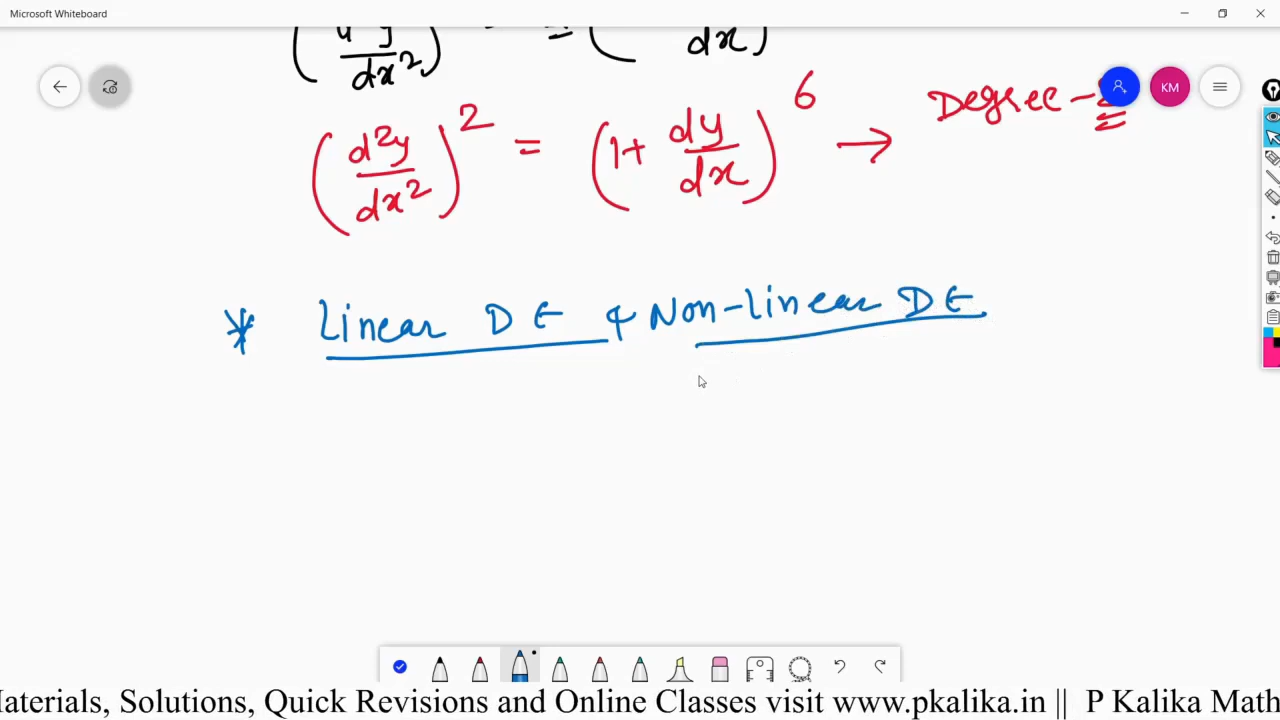 Microsoft Whiteboard
dx² dx
(d²y/dx²)² = (1+ dy/dx)⁶ → Degree -
KM
* Linear DE & Non-linear DE
Materials, Solutions, Quick Revisions and Online Classes visit www.pkalika.in || P Kalika Math